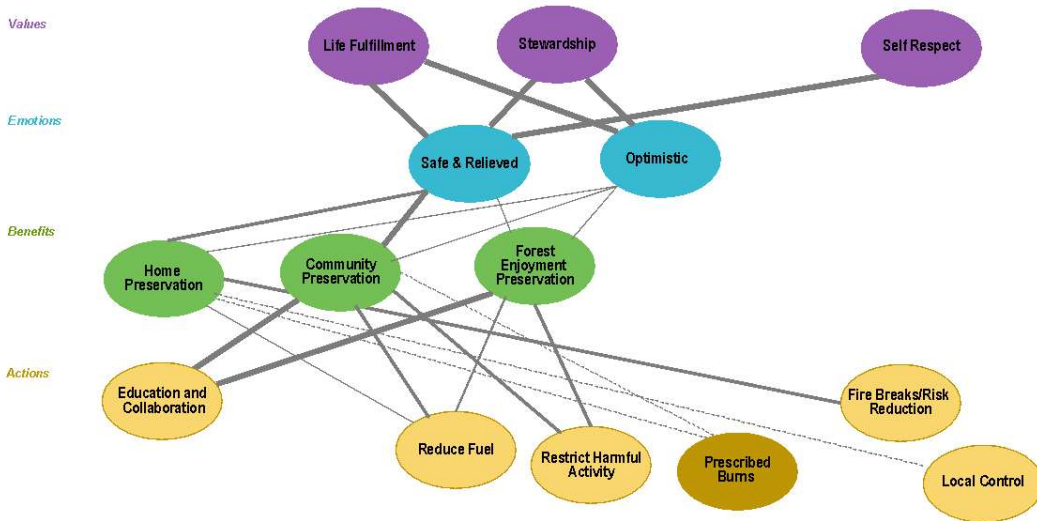 Values
Life Fulfillment
Stewardship
Self Respect
Emotions
Safe & Relieved
Optimistic
Benefits
Home
Preservation
Community
Preservation
Forest
Enjoyment
Preservation
Actions
Education and
Collaboration
Reduce Fuel
Restrict Harmful
Activity
Prescribed
Burns
Fire Breaks/Risk
Reduction
Local Control